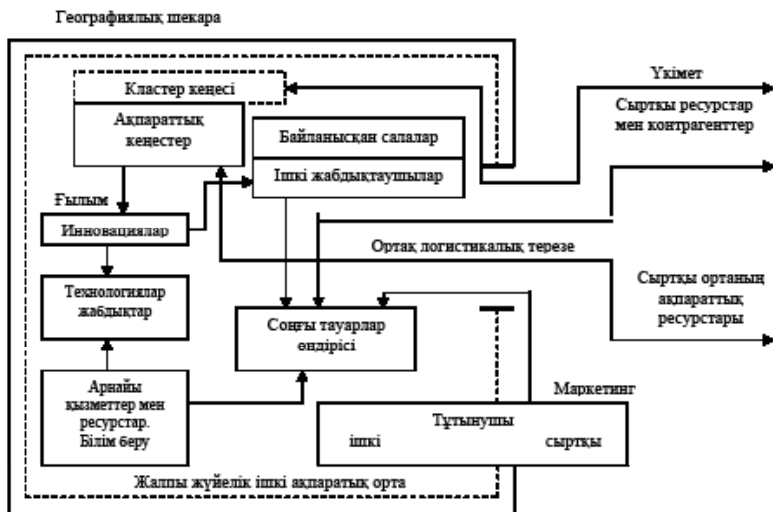 Географиялық шекара
Үкімет
Кластер кеңесі
Сыртқы ресурстар
мен контрагенттер
Ақпараттық
кеңестер
Байланысқан салалар
Ішкі жабдықтаушылар
Ғылым
Инновациялар
Ортақ логистикалық терезе
Технологиялар
жабдықтар
Сыртқы ортаның
ақпараттық
ресурстары
Соңғы тауарлар
өндірісі
Арнайы
қызметтер мен
ресурстар.
Білім беру
Маркетинг
Тұтынушы
ішкі сыртқы
Жалпы жүйелік ішкі ақпаратық орта